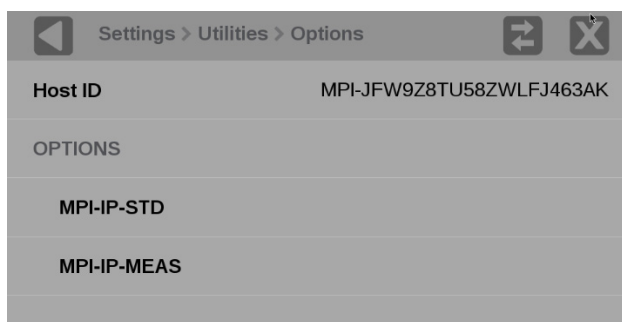 Settings > Utilities > Options
Host ID MPI-JFW9Z8TU58ZWLFJ463AK
OPTIONS
MPI-IP-STD
MPI-IP-MEAS